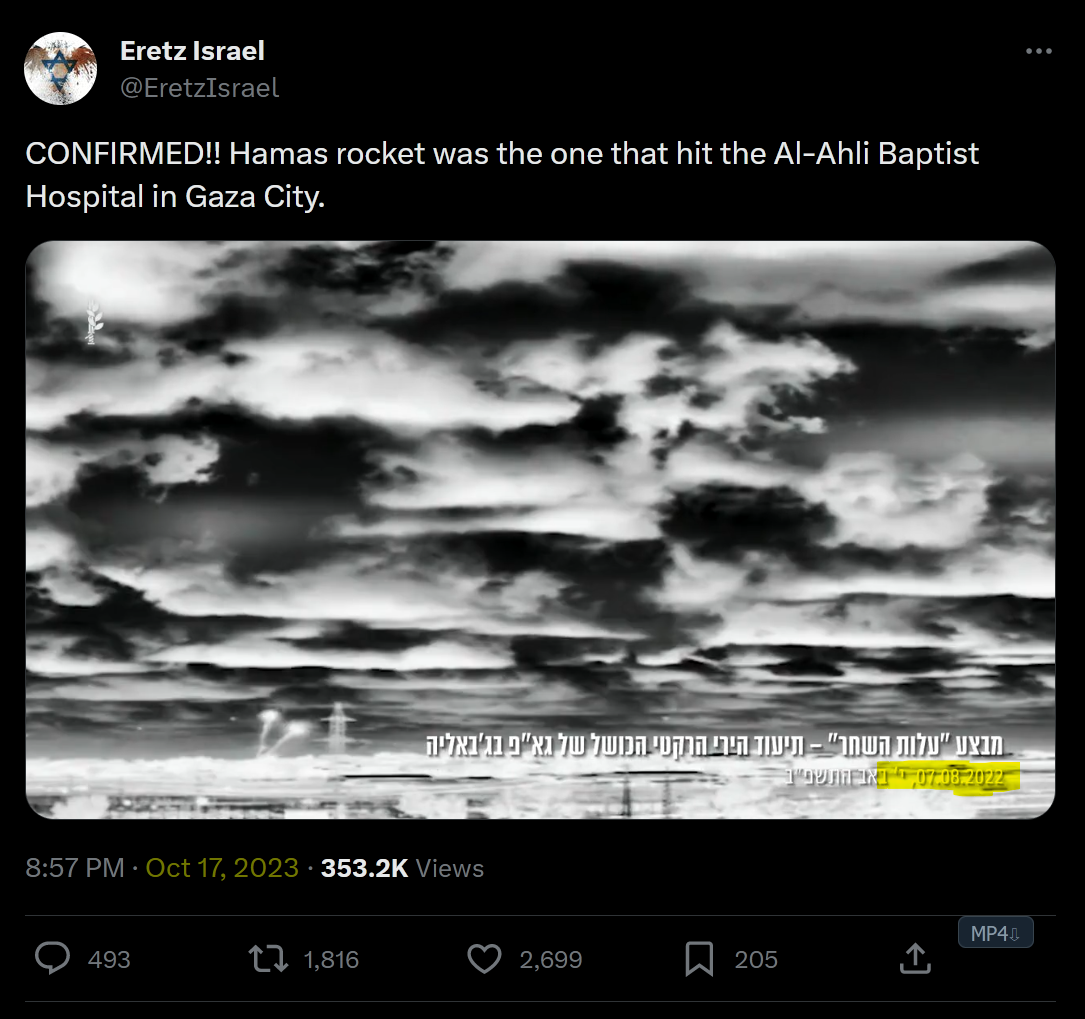 Eretz Israel
@EretzIsrael
CONFIRMED!! Hamas rocket was the one that hit the Al-Ahli Baptist
Hospital in Gaza City.
מבצע "עלות השחר" – תיעוד הירי הרקטי הכושל של גא"פ בג'באליה
07.08.2022, י' באב התשפ"ב
8:57 PM · Oct 17, 2023 · 353.2K Views
MP4⇩
493 1,816 2,699 205